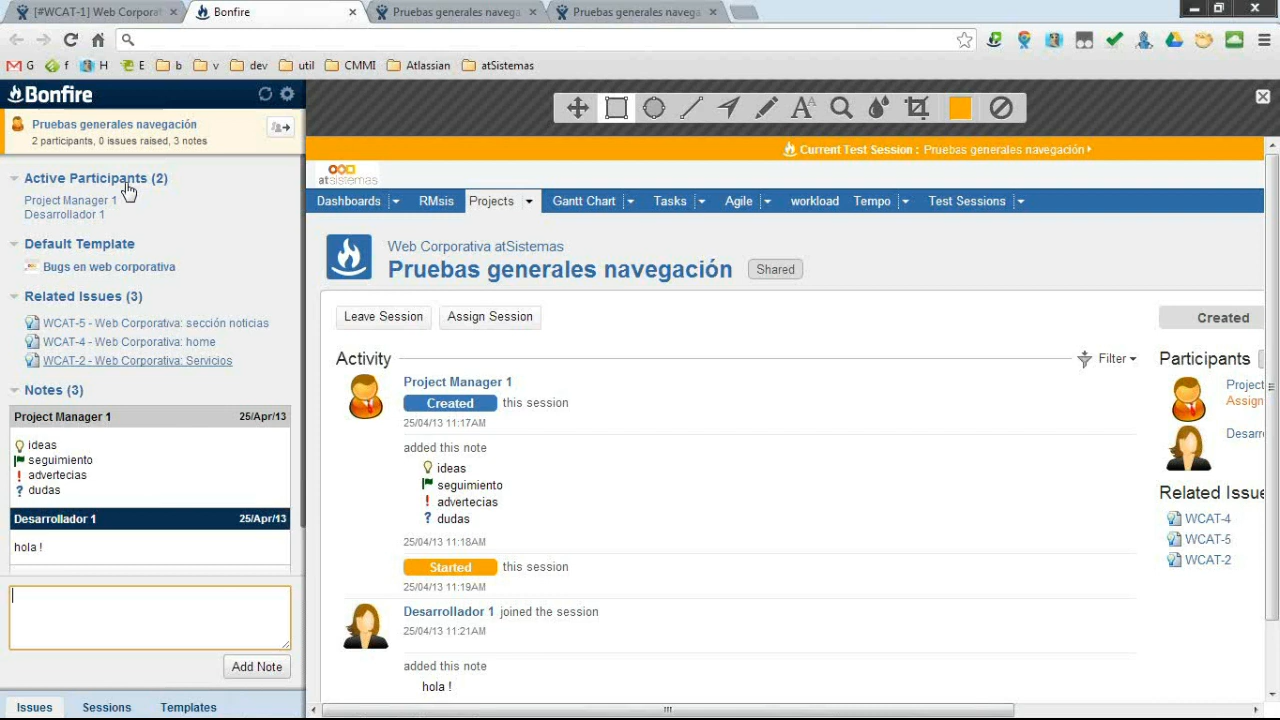 [#WCAT-1] Web Corporat
Bonfire
Pruebas generales navega
Pruebas generales navega
G
f
H
E
b
v
dev
util
CMMI
Atlassian
atSistemas
Bonfire
Pruebas generales navegación
2 participants, 0 issues raised, 3 notes
Active Participants (2)
Project Manager 1
Desarrollador 1
Default Template
Bugs en web corporativa
Related Issues (3)
WCAT-5 - Web Corporativa: sección noticias
WCAT-4 - Web Corporativa: home
WCAT-2 - Web Corporativa: Servicios
Notes (3)
Project Manager 1 25/Apr/13
ideas
seguimiento
! advertecias
? dudas
Desarrollador 1 25/Apr/13
hola !
Add Note
Issues Sessions Templates
Current Test Session : Pruebas generales navegación
atsistemas
Dashboards RMsis Projects Gantt Chart Tasks Agile workload Tempo Test Sessions
Web Corporativa atSistemas
Pruebas generales navegación Shared
Leave Session Assign Session
Activity Filter
Project Manager 1
Created this session
25/04/13 11:17AM
added this note
ideas
seguimiento
! advertecias
? dudas
25/04/13 11:18AM
Started this session
25/04/13 11:19AM
Desarrollador 1 joined the session
25/04/13 11:21AM
added this note
hola !
Created
Participants
Project
Assign
Desarr
Related Issue
WCAT-4
WCAT-5
WCAT-2